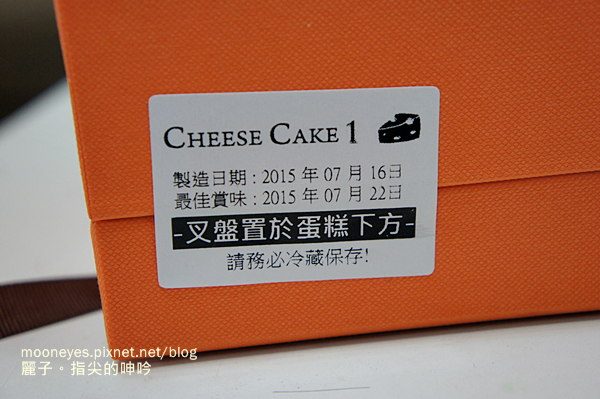 CHEESE CAKE 1
製造日期 : 2015 年 07 月 16日
最佳賞味 : 2015 年 07 月 22日
-叉盤置於蛋糕下方-
請務必冷藏保存!
mooneyes.pixnet.net/blog
麗子。指尖的呻吟